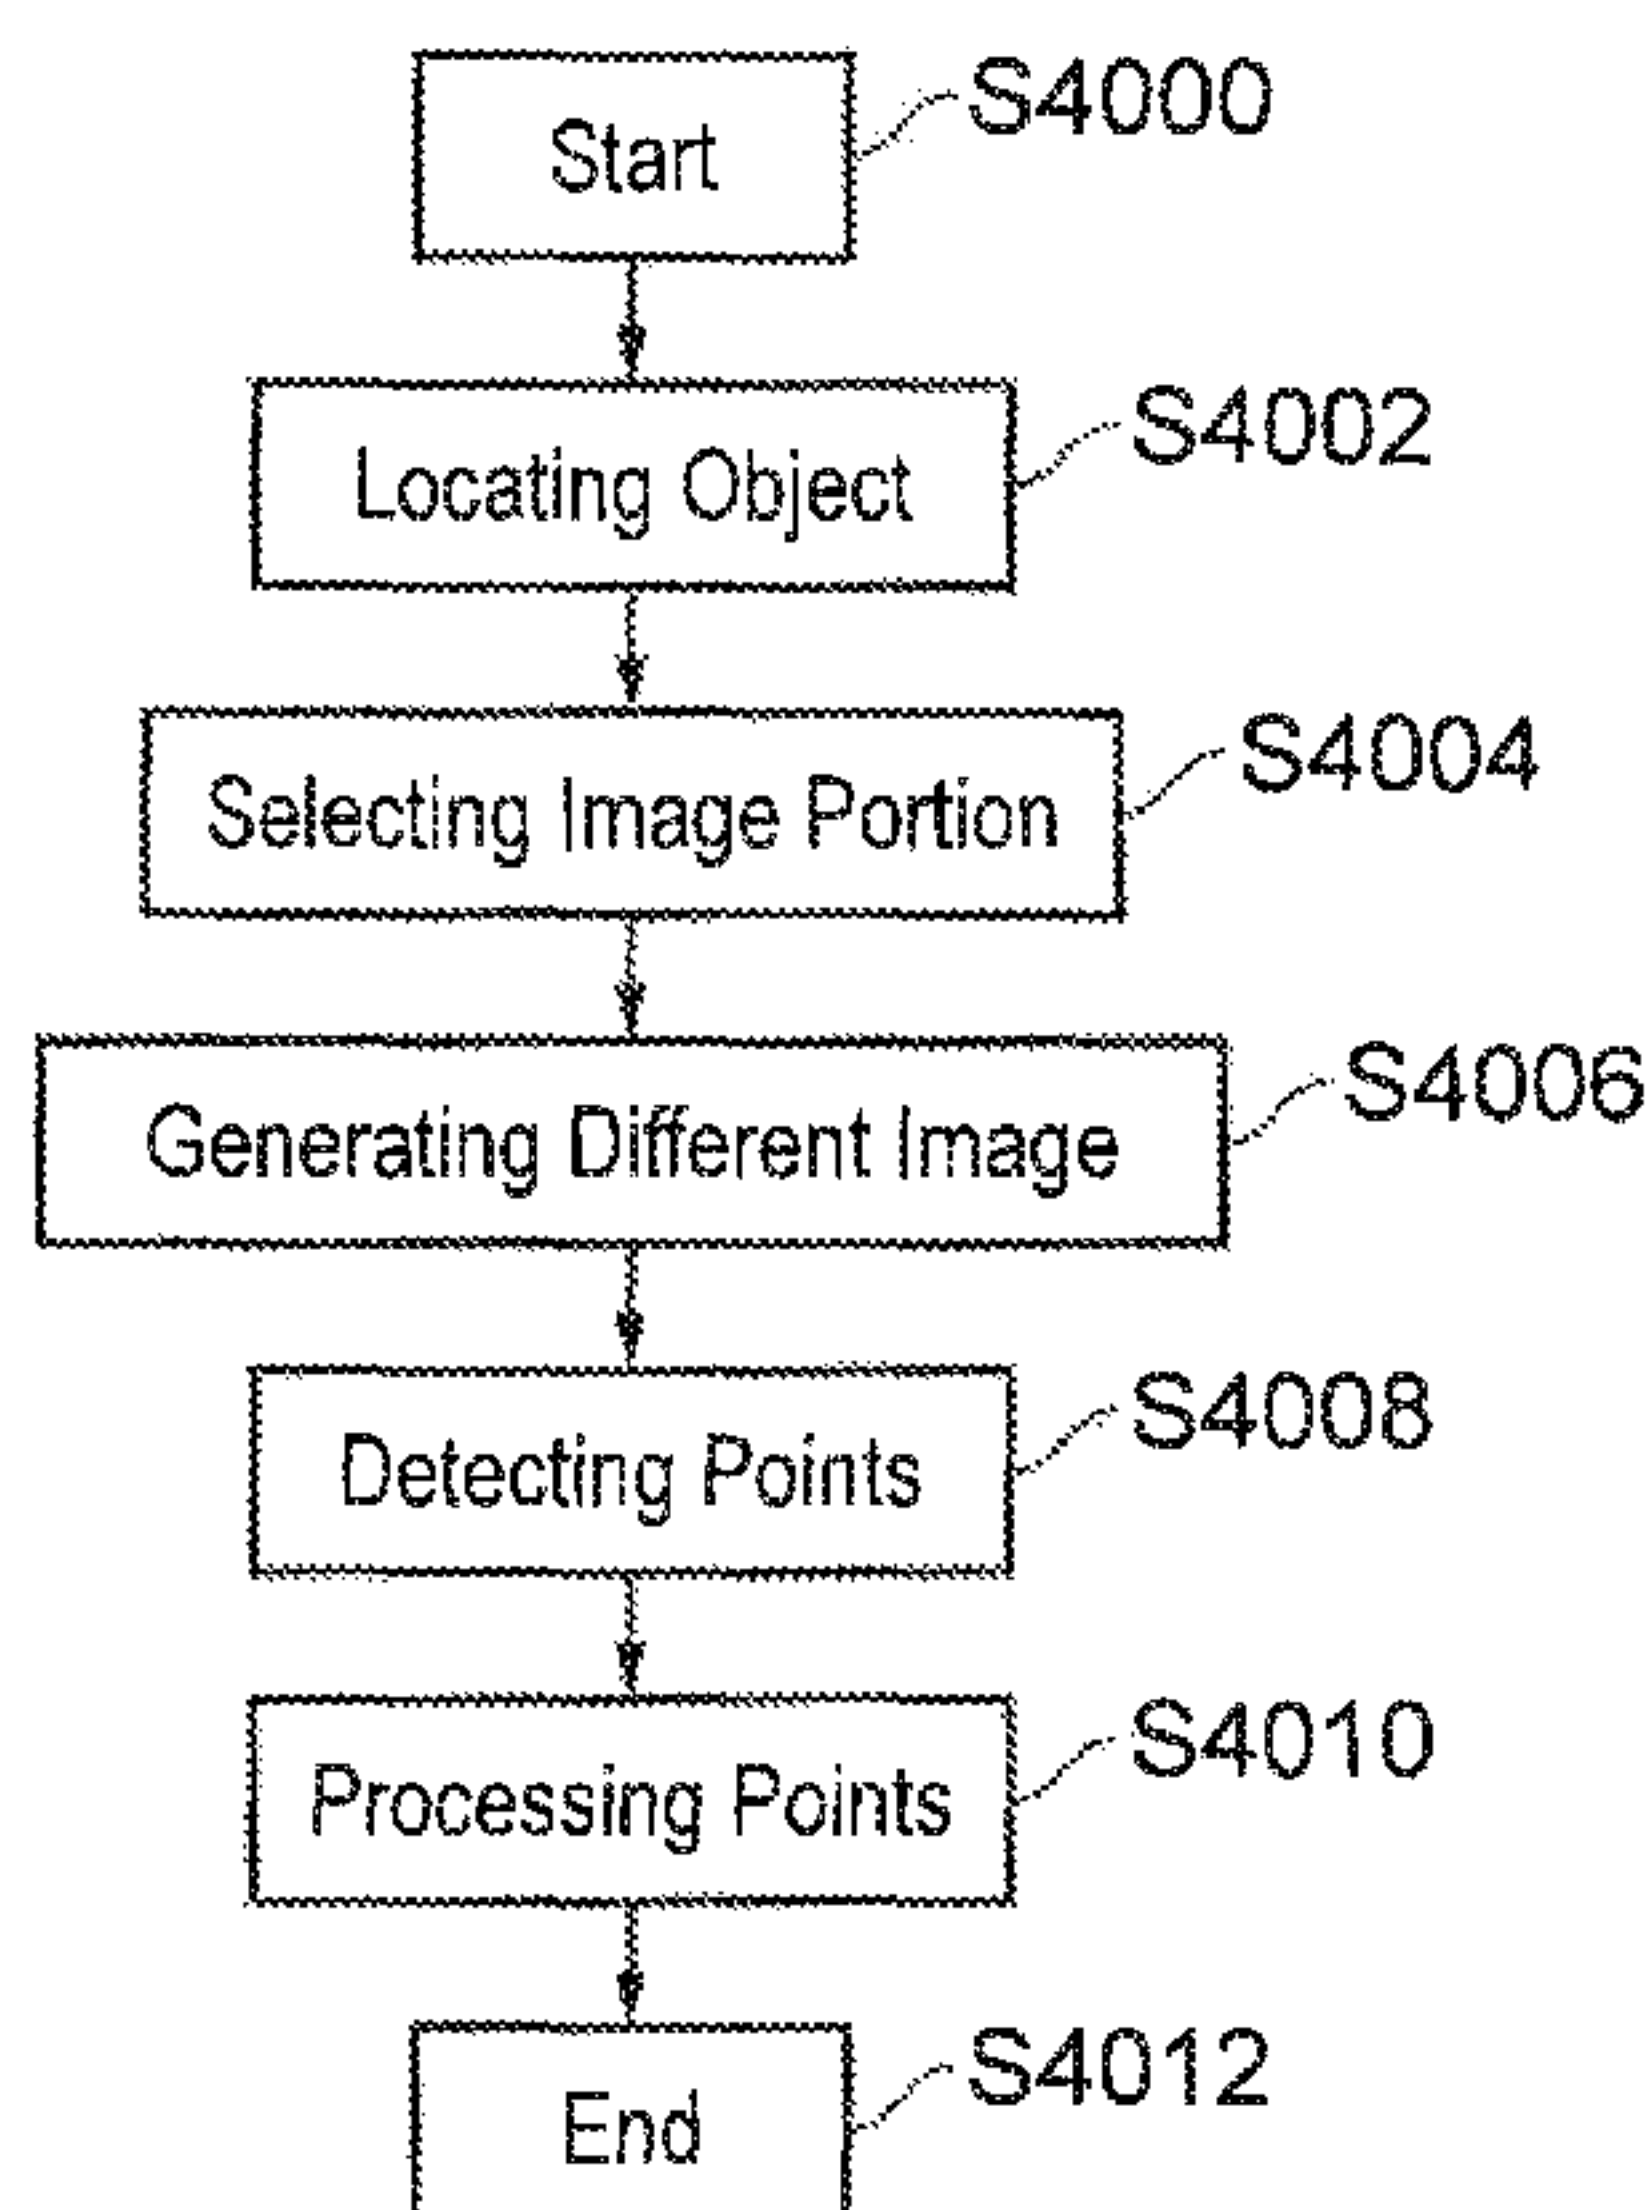 Start
S4000
Locating Object
S4002
Selecting Image Portion
S4004
Generating Different Image
S4006
Detecting Points
S4008
Processing Points
S4010
End
S4012